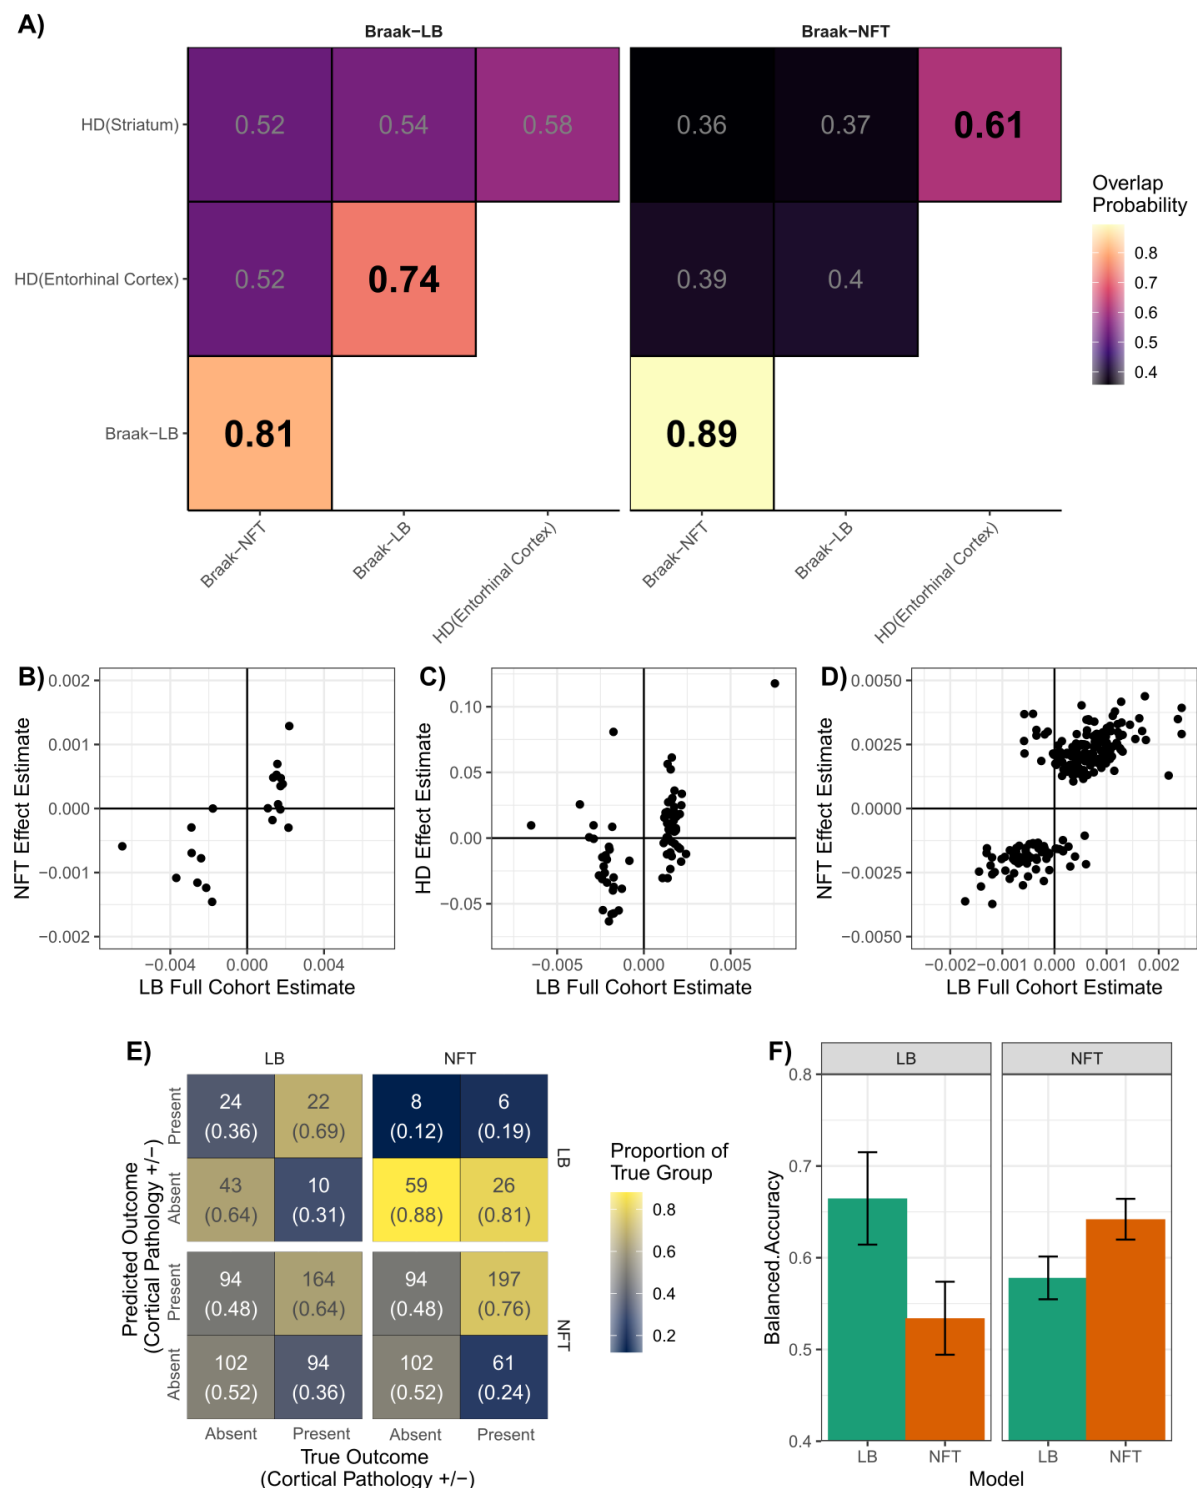 A)
Braak−LB
Braak−NFT
HD(Striatum)
0.52
0.54
0.58
0.36
0.37
0.61
HD(Entorhinal Cortex)
0.52
0.74
0.39
0.4
Braak−LB
0.81
0.89
Braak−NFT
Braak−LB
HD(Entorhinal Cortex)
Braak−NFT
Braak−LB
HD(Entorhinal Cortex)
Overlap
Probability
0.8
0.7
0.6
0.5
0.4
B)
NFT Effect Estimate
0.002
0.001
0.000
−0.001
−0.002
−0.004
0.000
0.004
LB Full Cohort Estimate
C)
HD Effect Estimate
0.10
0.05
0.00
−0.05
−0.005
0.000
0.005
LB Full Cohort Estimate
D)
NFT Effect Estimate
0.0050
0.0025
0.0000
−0.0025
−0.0050
−0.002
−0.001
0.000
0.001
0.002
LB Full Cohort Estimate
E)
LB
NFT
Predicted Outcome
(Cortical Pathology +/−)
Present
24
(0.36)
22
(0.69)
8
(0.12)
6
(0.19)
LB
Absent
43
(0.64)
10
(0.31)
59
(0.88)
26
(0.81)
Present
94
(0.48)
164
(0.64)
94
(0.48)
197
(0.76)
NFT
Absent
102
(0.52)
94
(0.36)
102
(0.52)
61
(0.24)
Absent
Present
Absent
Present
True Outcome
(Cortical Pathology +/−)
Proportion of
True Group
0.8
0.6
0.4
0.2
F)
LB
NFT
Balanced.Accuracy
0.8
0.7
0.6
0.5
0.4
LB
NFT
LB
NFT
Model